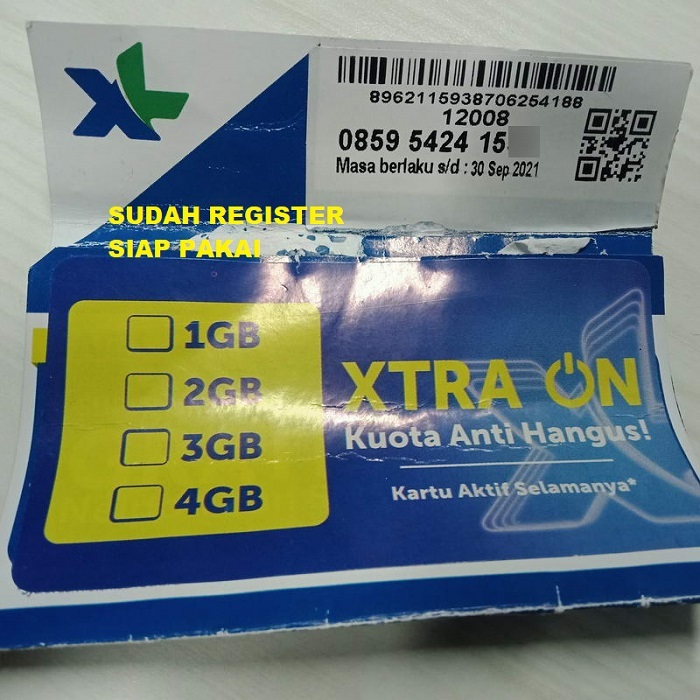 XL
8962115938706254188
12008
0859 5424 15
Masa berlaku s/d : 30 Sep 2021
SUDAH REGISTER
SIAP PAKAI
1GB
2GB
3GB
4GB
XTRA ON
Kuota Anti Hangus!
Kartu Aktif Selamanya*